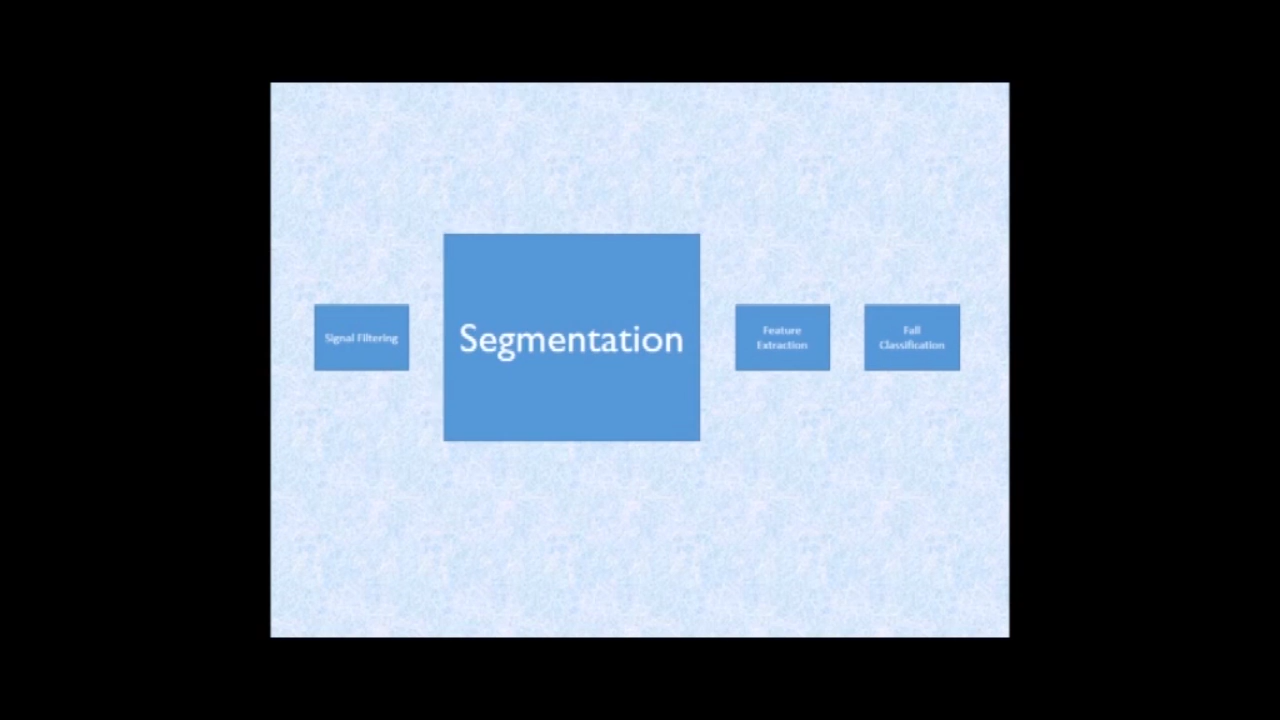 Signal Filtering
Segmentation
Feature
Extraction
Fall
Classification